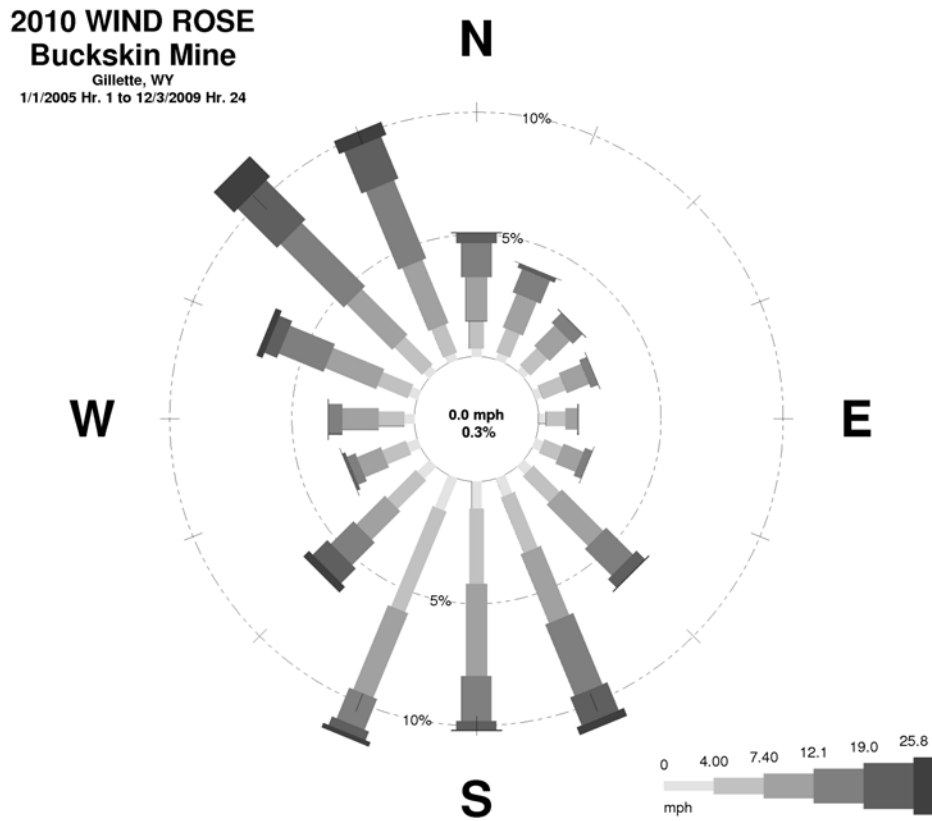 2010 WIND ROSE
Buckskin Mine
Gillette, WY
1/1/2005 Hr. 1 to 12/3/2009 Hr. 24
N
10%
5%
W
0.0 mph
0.3%
E
5%
10%
S
0 4.00 7.40 12.1 19.0 25.8
mph